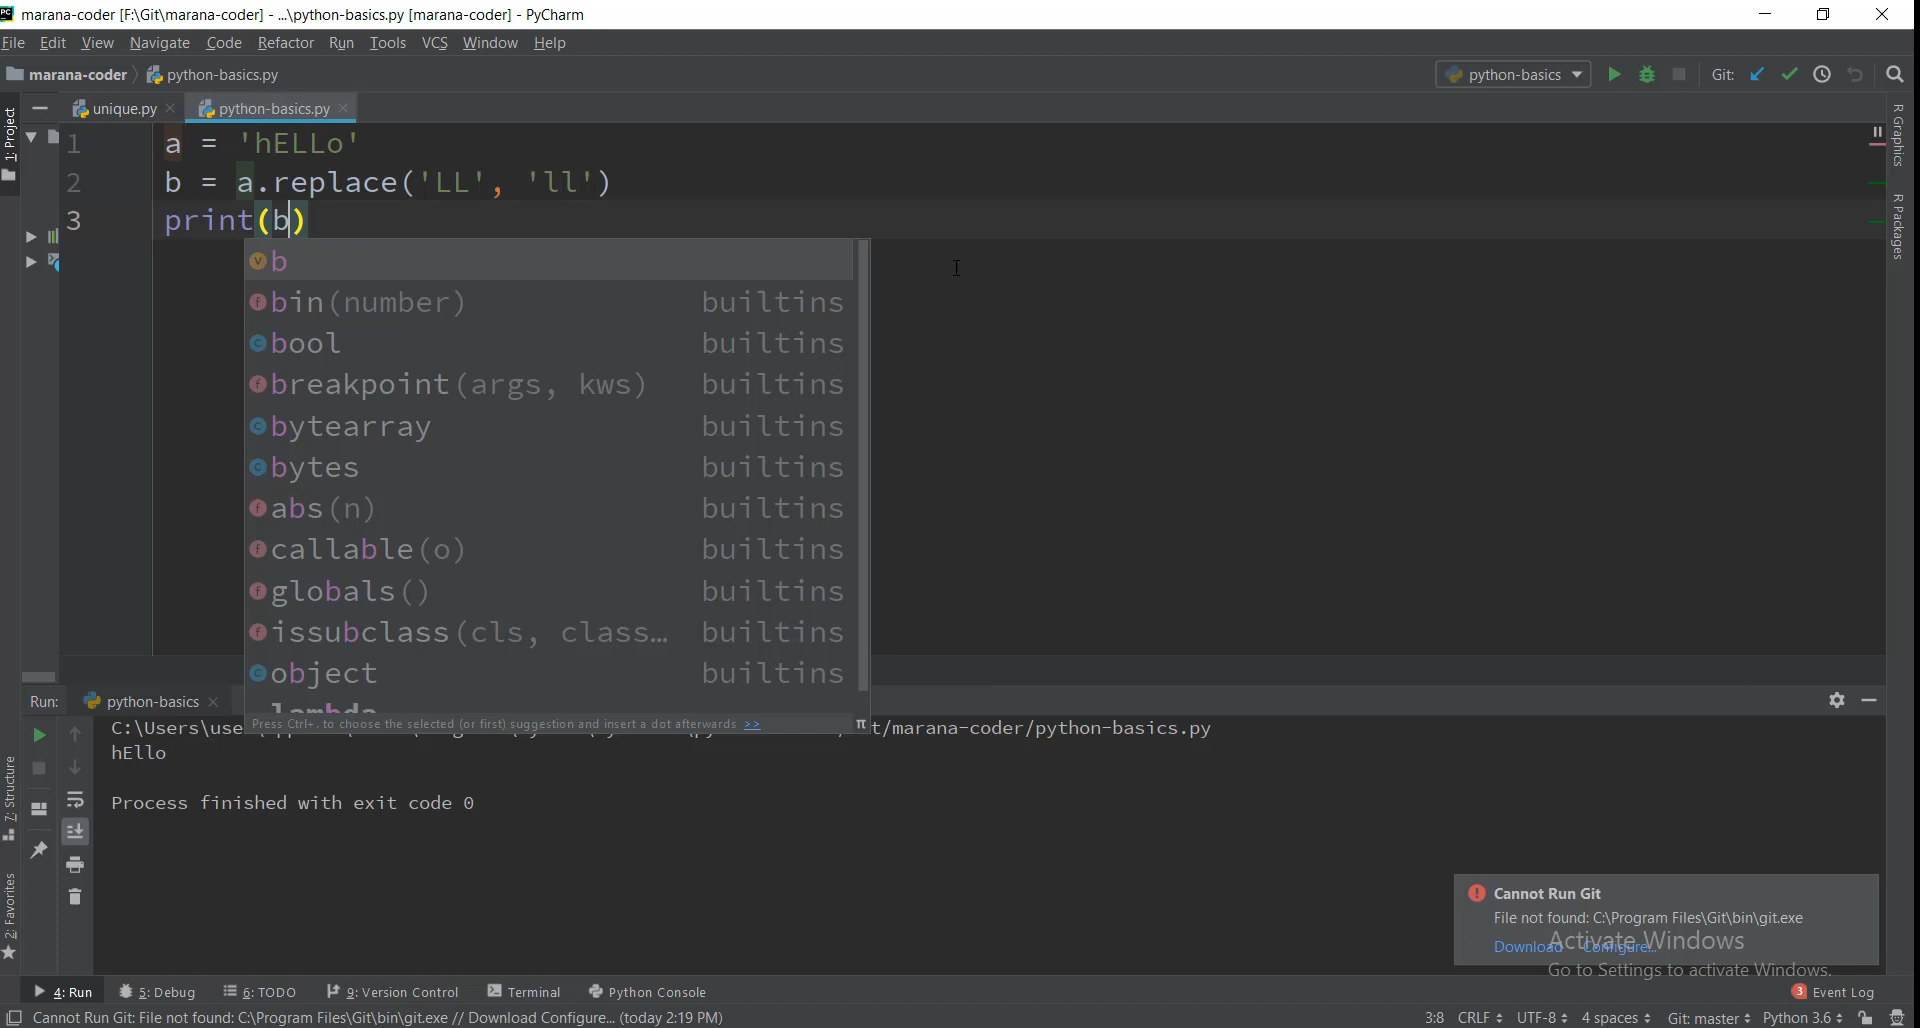 marana-coder [F:\Git\marana-coder] - ...\python-basics.py [marana-coder] - PyCharm
File Edit View Navigate Code Refactor Run Tools VCS Window Help
marana-coder python-basics.py python-basics Git:
1: Project
unique.py python-basics.py
1 a = 'hELLo'
2 b = a.replace('LL', 'll')
3 print(b)
b
bin(number) builtins
bool builtins
breakpoint(args, kws) builtins
bytearray builtins
bytes builtins
abs(n) builtins
callable(o) builtins
globals() builtins
issubclass(cls, class… builtins
object builtins
lambda
Press Ctrl+. to choose the selected (or first) suggestion and insert a dot afterwards >> π
R Graphics
R Packages
Run: python-basics
C:\Users\use t/marana-coder/python-basics.py
hEllo
Process finished with exit code 0
7: Structure
2: Favorites
Cannot Run Git
File not found: C:\Program Files\Git\bin\git.exe
Download Configure...
Activate Windows
Go to Settings to activate Windows.
4: Run 5: Debug 6: TODO 9: Version Control Terminal Python Console 3 Event Log
Cannot Run Git: File not found: C:\Program Files\Git\bin\git.exe // Download Configure... (today 2:19 PM) 3:8 CRLF UTF-8 4 spaces Git: master Python 3.6